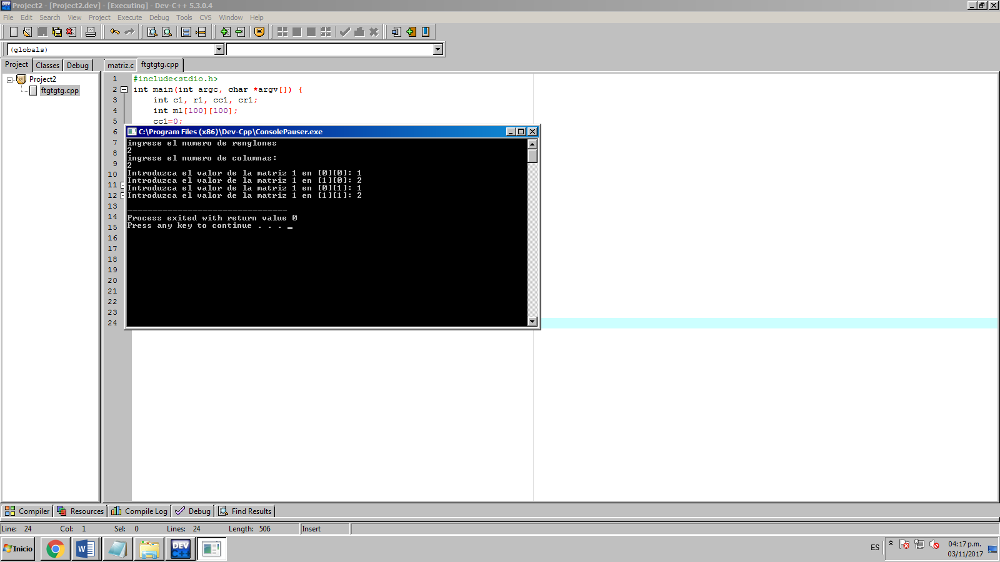 Project2 - [Project2.dev] - [Executing] - Dev-C++ 5.3.0.4
File Edit Search View Project Execute Debug Tools CVS Window Help
(globals)
Project Classes Debug matriz.c ftgtgtg.cpp
Project2
ftgtgtg.cpp
1 #include<stdio.h>
2 int main(int argc, char *argv[]) {
3 int c1, r1, cc1, cr1;
4 int m1[100][100];
5 cc1=0;
6
7
8
9
10
11
12
13
14
15
16
17
18
19
20
21
22
23
24
C:\Program Files (x86)\Dev-Cpp\ConsolePauser.exe
ingrese el numero de renglones
2
ingrese el numero de columnas:
2
Introduzca el valor de la matriz 1 en [0][0]: 1
Introduzca el valor de la matriz 1 en [1][0]: 2
Introduzca el valor de la matriz 1 en [0][1]: 1
Introduzca el valor de la matriz 1 en [1][1]: 2
--------------------------------
Process exited with return value 0
Press any key to continue . . . _
Compiler Resources Compile Log Debug Find Results
Line: 24 Col: 1 Sel: 0 Lines: 24 Length: 506 Insert
Inicio DEV C++ ES 04:17 p.m.
03/11/2017